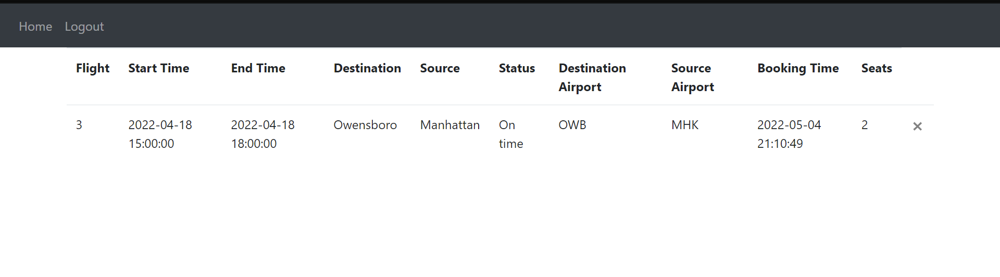 Home Logout
Flight Start Time End Time Destination Source Status Destination Source Booking Time Seats
Airport Airport
3 2022-04-18 2022-04-18 Owensboro Manhattan On OWB MHK 2022-05-04 2 ×
15:00:00 18:00:00 time 21:10:49